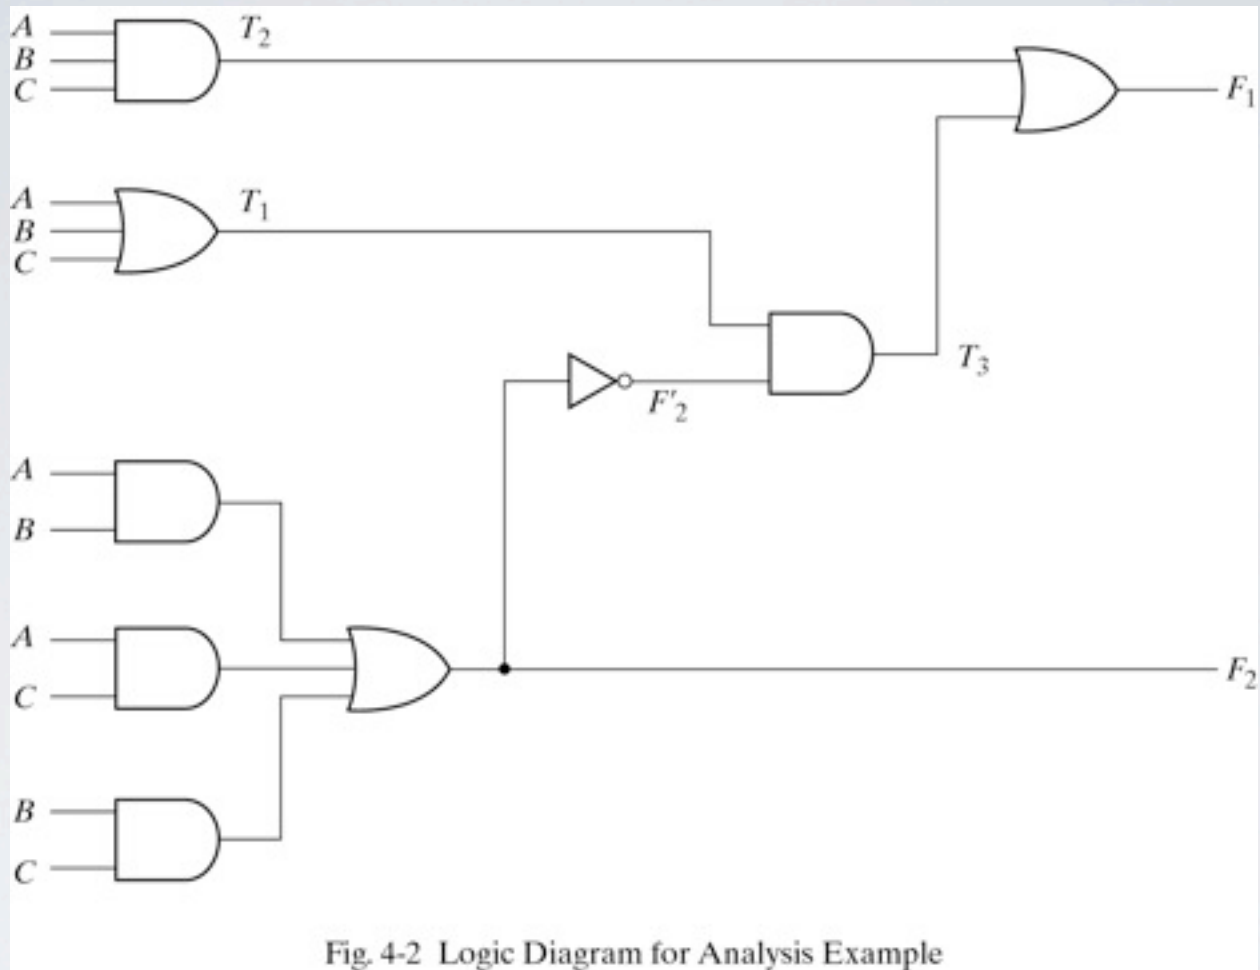 A
T₂
B
C
F₁
A
T₁
B
C
T₃
F'₂
A
B
A
C
F₂
B
C
Fig. 4-2 Logic Diagram for Analysis Example